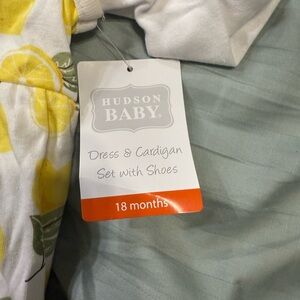 HUDSON
BABY
Dress & Cardigan
Set with Shoes
18 months